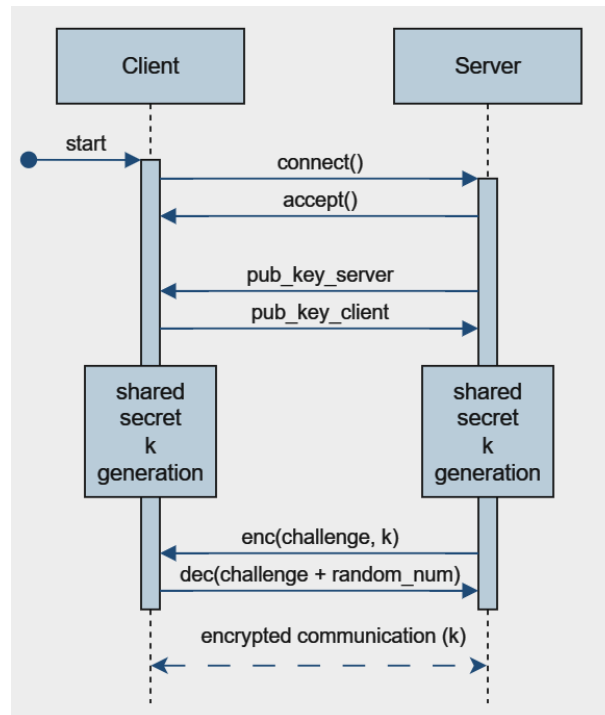 Client
Server
start
connect()
accept()
pub_key_server
pub_key_client
shared
secret
k
generation
shared
secret
k
generation
enc(challenge, k)
dec(challenge + random_num)
encrypted communication (k)